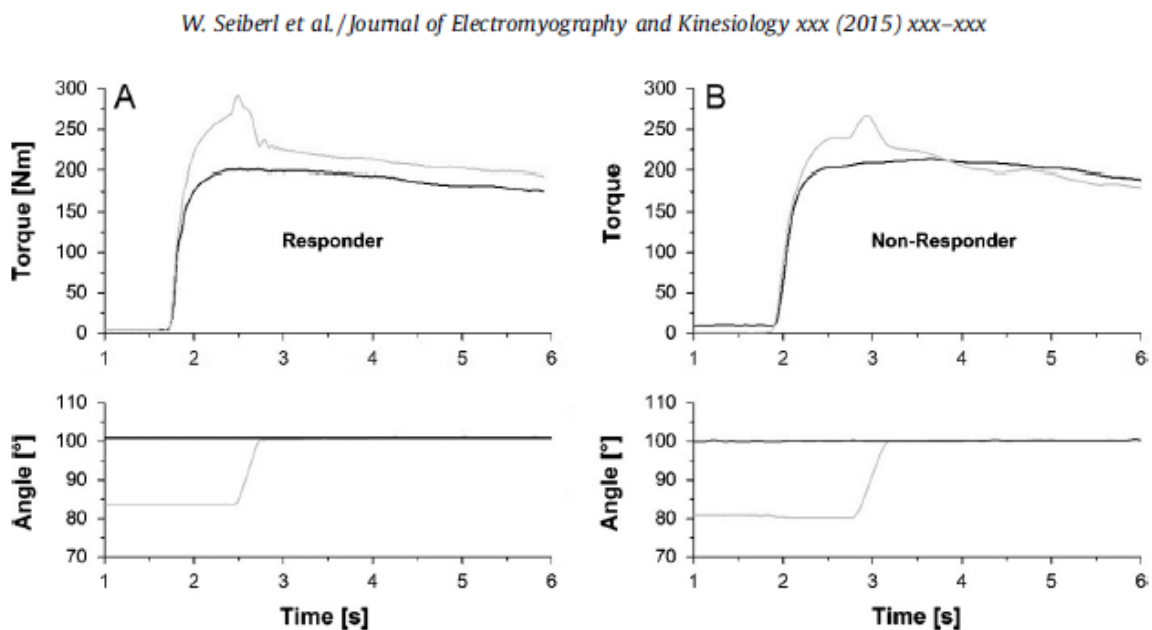 W. Seiberl et al. / Journal of Electromyography and Kinesiology xxx (2015) xxx–xxx
A
Torque [Nm]
300
250
200
150
100
50
0
Responder
1 2 3 4 5 6
Angle [°]
110
100
90
80
70
1 2 3 4 5 6
Time [s]
B
Torque
300
250
200
150
100
50
0
Non-Responder
1 2 3 4 5 6
Angle [°]
110
100
90
80
70
1 2 3 4 5 6
Time [s]